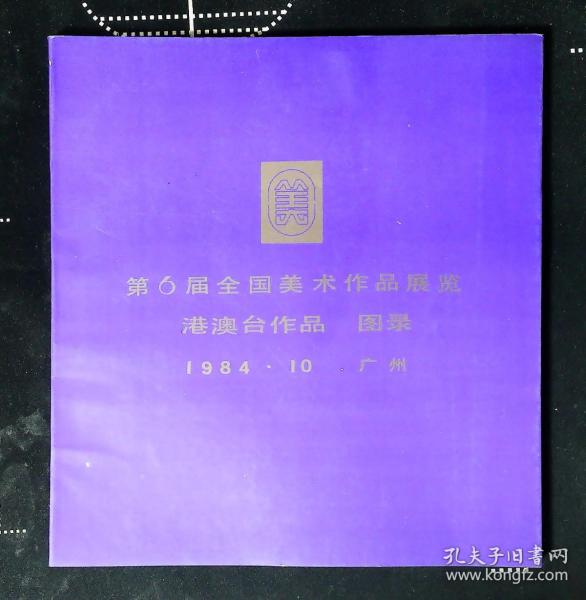 美
第6届全国美术作品展览
港澳台作品 图录
1984·10 广州
孔夫子旧书网
www.kongfz.com